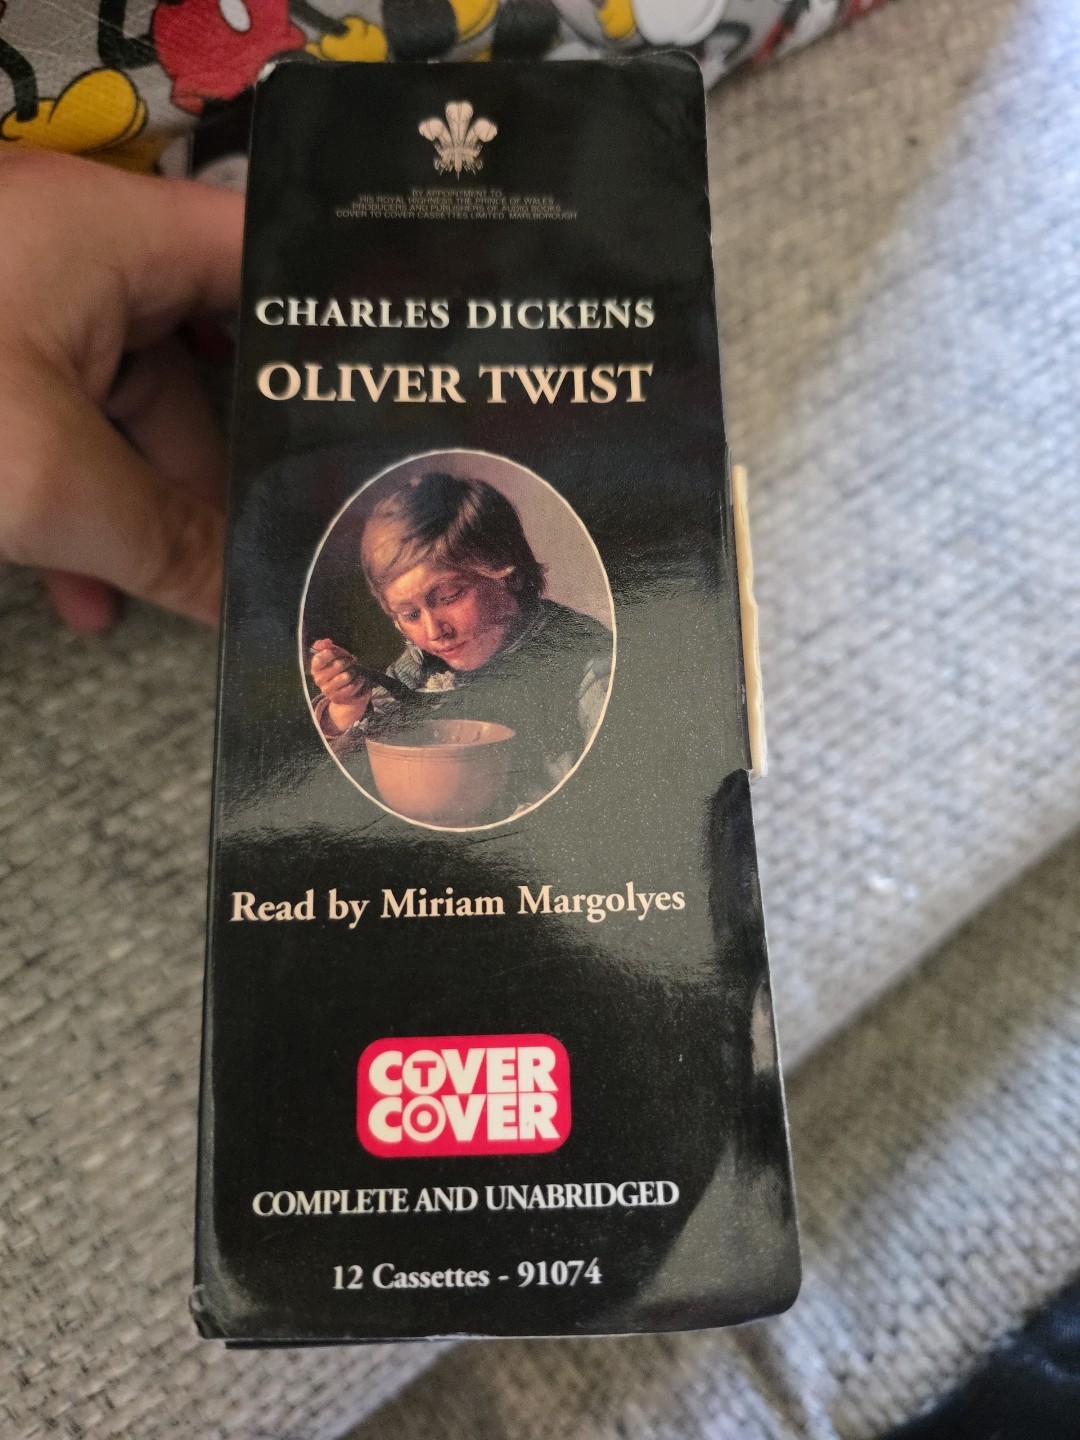 BY APPOINTMENT TO
HIS ROYAL HIGHNESS THE PRINCE OF WALES
PRODUCERS AND PUBLISHERS OF AUDIO BOOKS
COVER TO COVER CASSETTES LIMITED MARLBOROUGH
CHARLES DICKENS
OLIVER TWIST
Read by Miriam Margolyes
COVER
TO
COVER
COMPLETE AND UNABRIDGED
12 Cassettes - 91074